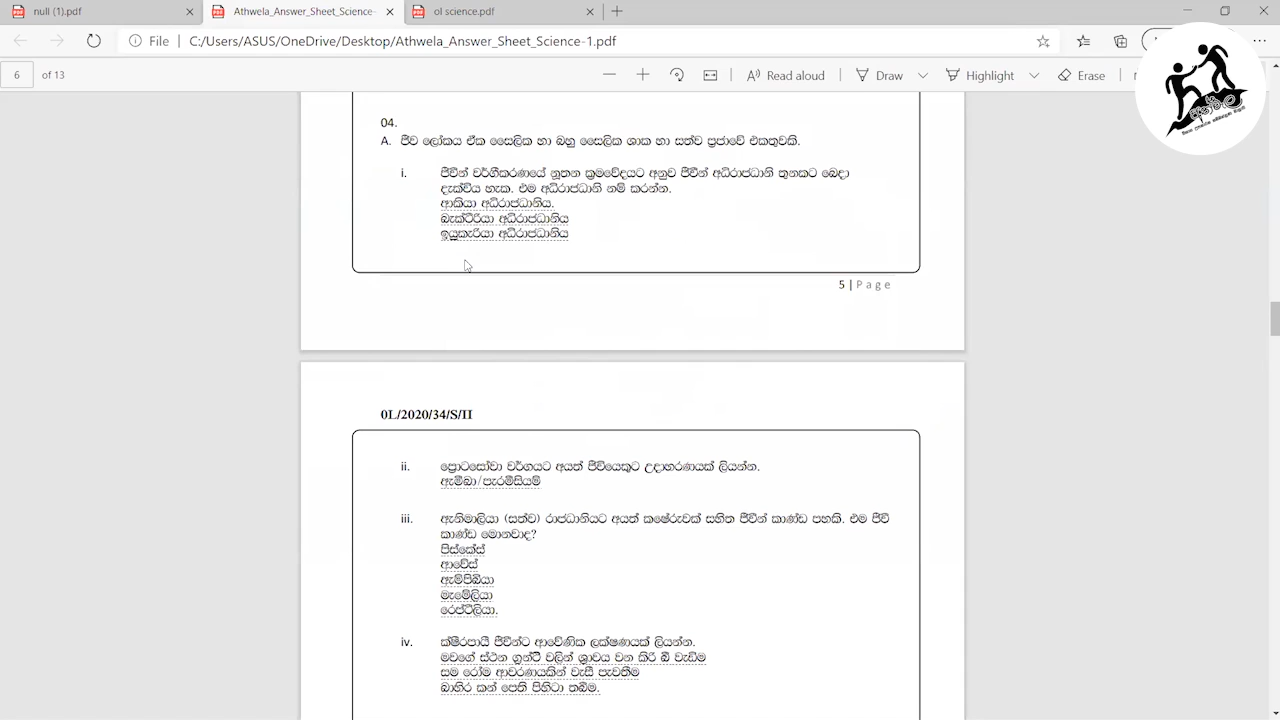 null (1).pdf
Athwela_Answer_Sheet_Science-
ol science.pdf
File
C:/Users/ASUS/OneDrive/Desktop/Athwela_Answer_Sheet_Science-1.pdf
6 of 13
Read aloud
Draw
Highlight
Erase
04.
A. ජීව ලෝකය ඒක සෛලික හා බහු සෛලික ශාක හා සත්ව ප්‍රජාවේ එකතුවකි.
i. ජීවීන් වර්ගීකරණයේ නූතන ක්‍රමවේදයට අනුව ජීවීන් අධිරාජධානි තුනකට බෙදා
දැක්විය හැක. එම අධිරාජධානි නම් කරන්න.
ආකියා අධිරාජධානිය.
බැක්ටීරියා අධිරාජධානිය
ඉයුකැරියා අධිරාජධානිය
5 | Page
0L/2020/34/S/II
ii. ප්‍රොටසෝවා වර්ගයට අයත් ජීවියෙකුට උදාහරණයක් ලියන්න.
ඇමීබා/පැරමීසියම්
iii. ඇනිමාලියා (සත්ව) රාජධානියට අයත් කශේරුවක් සහිත ජීවීන් කාණ්ඩ පහකි. එම ජීවී
කාණ්ඩ මොනවාද?
පිස්කේස්
ආවේස්
ඇම්පිබියා
මැමේලියා
රෙප්ටීලියා.
iv. ක්ෂීරපායී ජීවීන්ට ආවේණික ලක්ෂණයක් ලියන්න.
මවගේ ස්ථන ග්‍රන්ථි වලින් ශ්‍රාවය වන කිරි බී වැඩීම
සම රෝම ආවරණයකින් වැසී පැවතීම
බාහිර කන් පෙති පිහිටා තබීම.